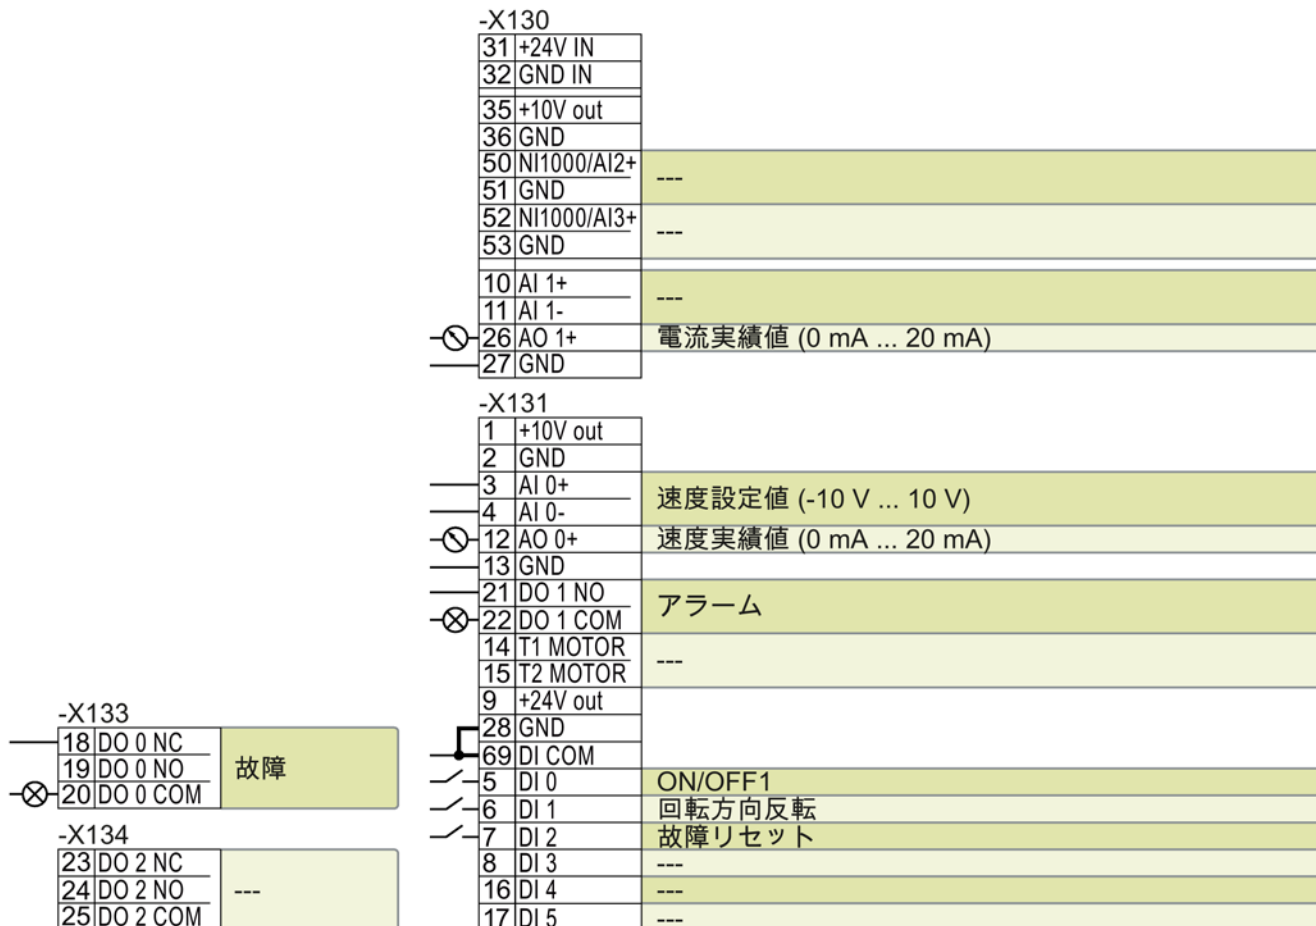 -X130
31 +24V IN
32 GND IN
35 +10V out
36 GND
50 NI1000/AI2+
---
51 GND
52 NI1000/AI3+
---
53 GND
10 AI 1+
---
11 AI 1-
26 AO 1+ 電流実績値 (0 mA ... 20 mA)
27 GND
-X131
1 +10V out
2 GND
3 AI 0+
速度設定値 (-10 V ... 10 V)
4 AI 0-
12 AO 0+ 速度実績値 (0 mA ... 20 mA)
13 GND
21 DO 1 NO
アラーム
22 DO 1 COM
14 T1 MOTOR
---
15 T2 MOTOR
9 +24V out
28 GND
69 DI COM
5 DI 0 ON/OFF1
6 DI 1 回転方向反転
7 DI 2 故障リセット
8 DI 3 ---
16 DI 4 ---
17 DI 5 ---
-X133
18 DO 0 NC
19 DO 0 NO 故障
20 DO 0 COM
-X134
23 DO 2 NC
24 DO 2 NO ---
25 DO 2 COM